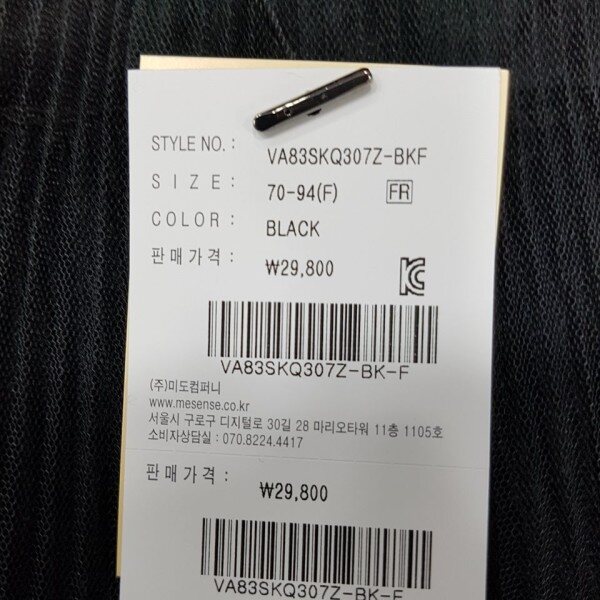 STYLE NO. : VA83SKQ307Z-BKF
SIZE : 70-94(F) FR
COLOR : BLACK
판매가격 : ₩29,800
VA83SKQ307Z-BK-F
(주)미도컴퍼니
www.mesense.co.kr
서울시 구로구 디지털로 30길 28 마리오타워 11층 1105호
소비자상담실 : 070.8224.4417
판매가격 : ₩29,800
VA83SKQ307Z-BK-F